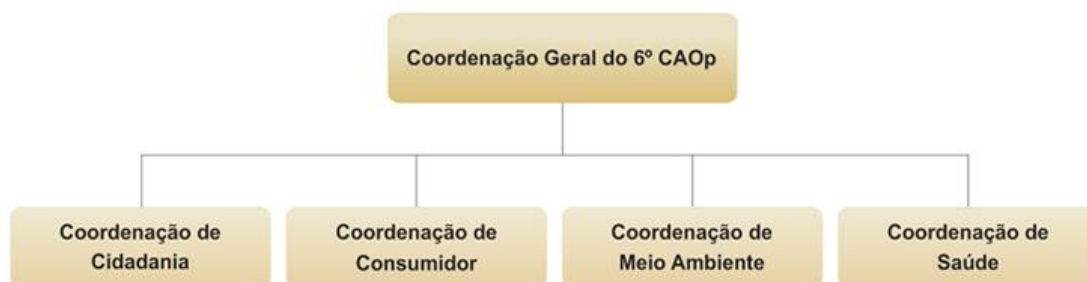 Coordenação Geral do 6º CAOp
Coordenação de
Cidadania
Coordenação de
Consumidor
Coordenação de
Meio Ambiente
Coordenação de
Saúde